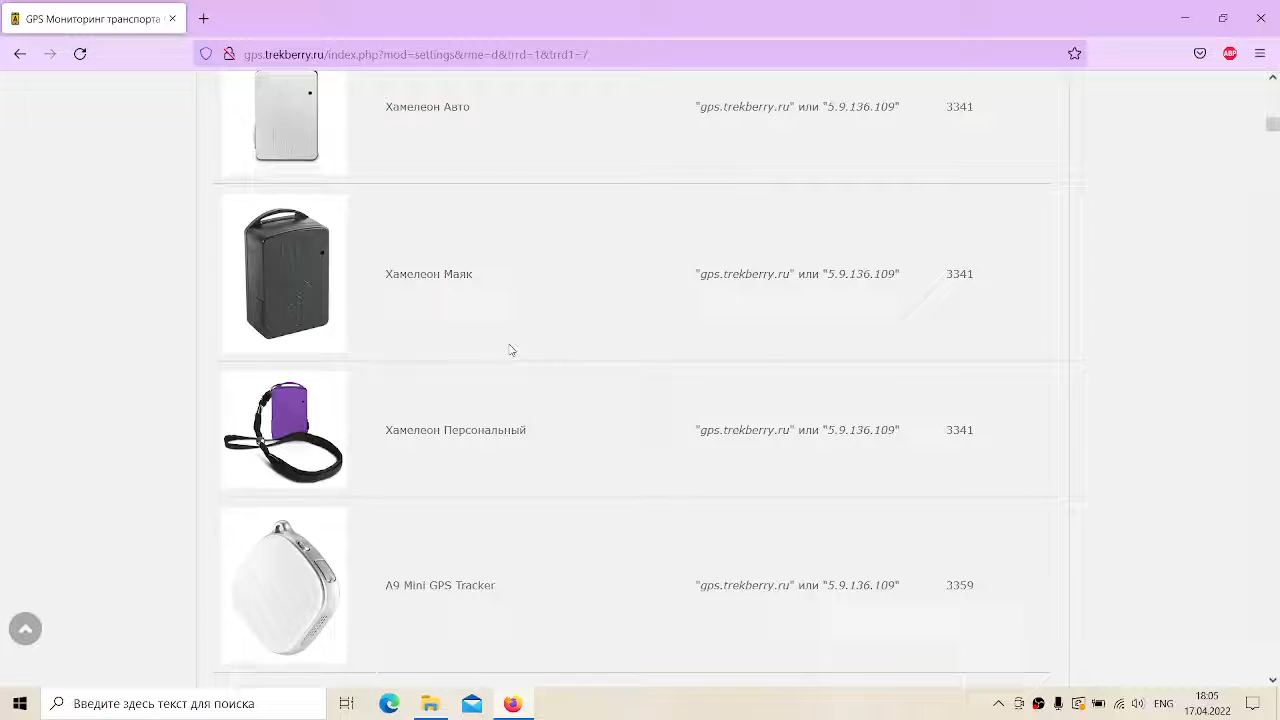 GPS Мониторинг транспорта
gps.trekberry.ru/index.php?mod=settings&rme=d&trrd=1&trrd1=/
ABP
Хамелеон Авто "gps.trekberry.ru" или "5.9.136.109" 3341
Хамелеон Маяк "gps.trekberry.ru" или "5.9.136.109" 3341
Хамелеон Персональный "gps.trekberry.ru" или "5.9.136.109" 3341
A9 Mini GPS Tracker "gps.trekberry.ru" или "5.9.136.109" 3359
Введите здесь текст для поиска
ENG
18:05
17.04.2022